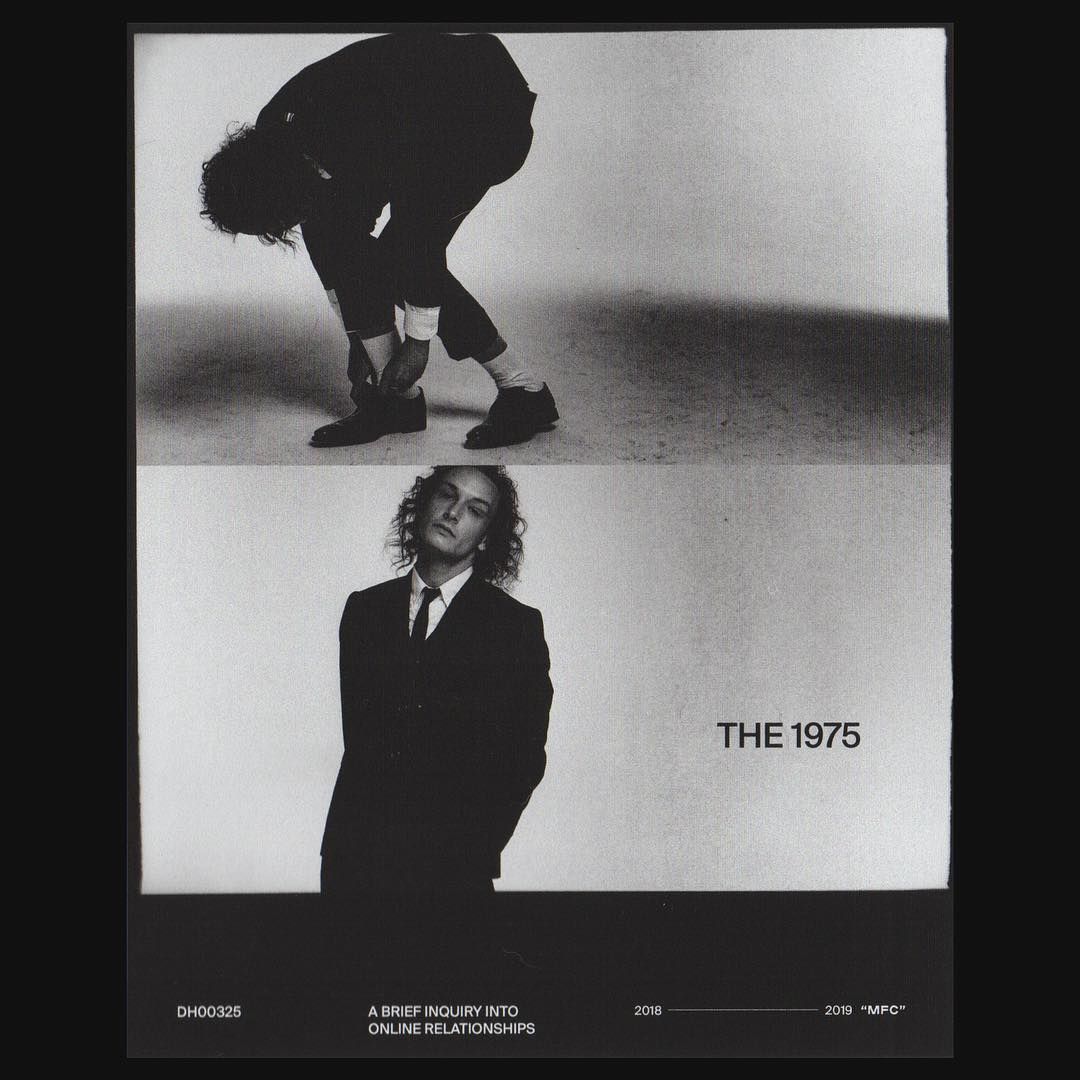 THE 1975
DH00325
A BRIEF INQUIRY INTO
ONLINE RELATIONSHIPS
2018 2019 “MFC”